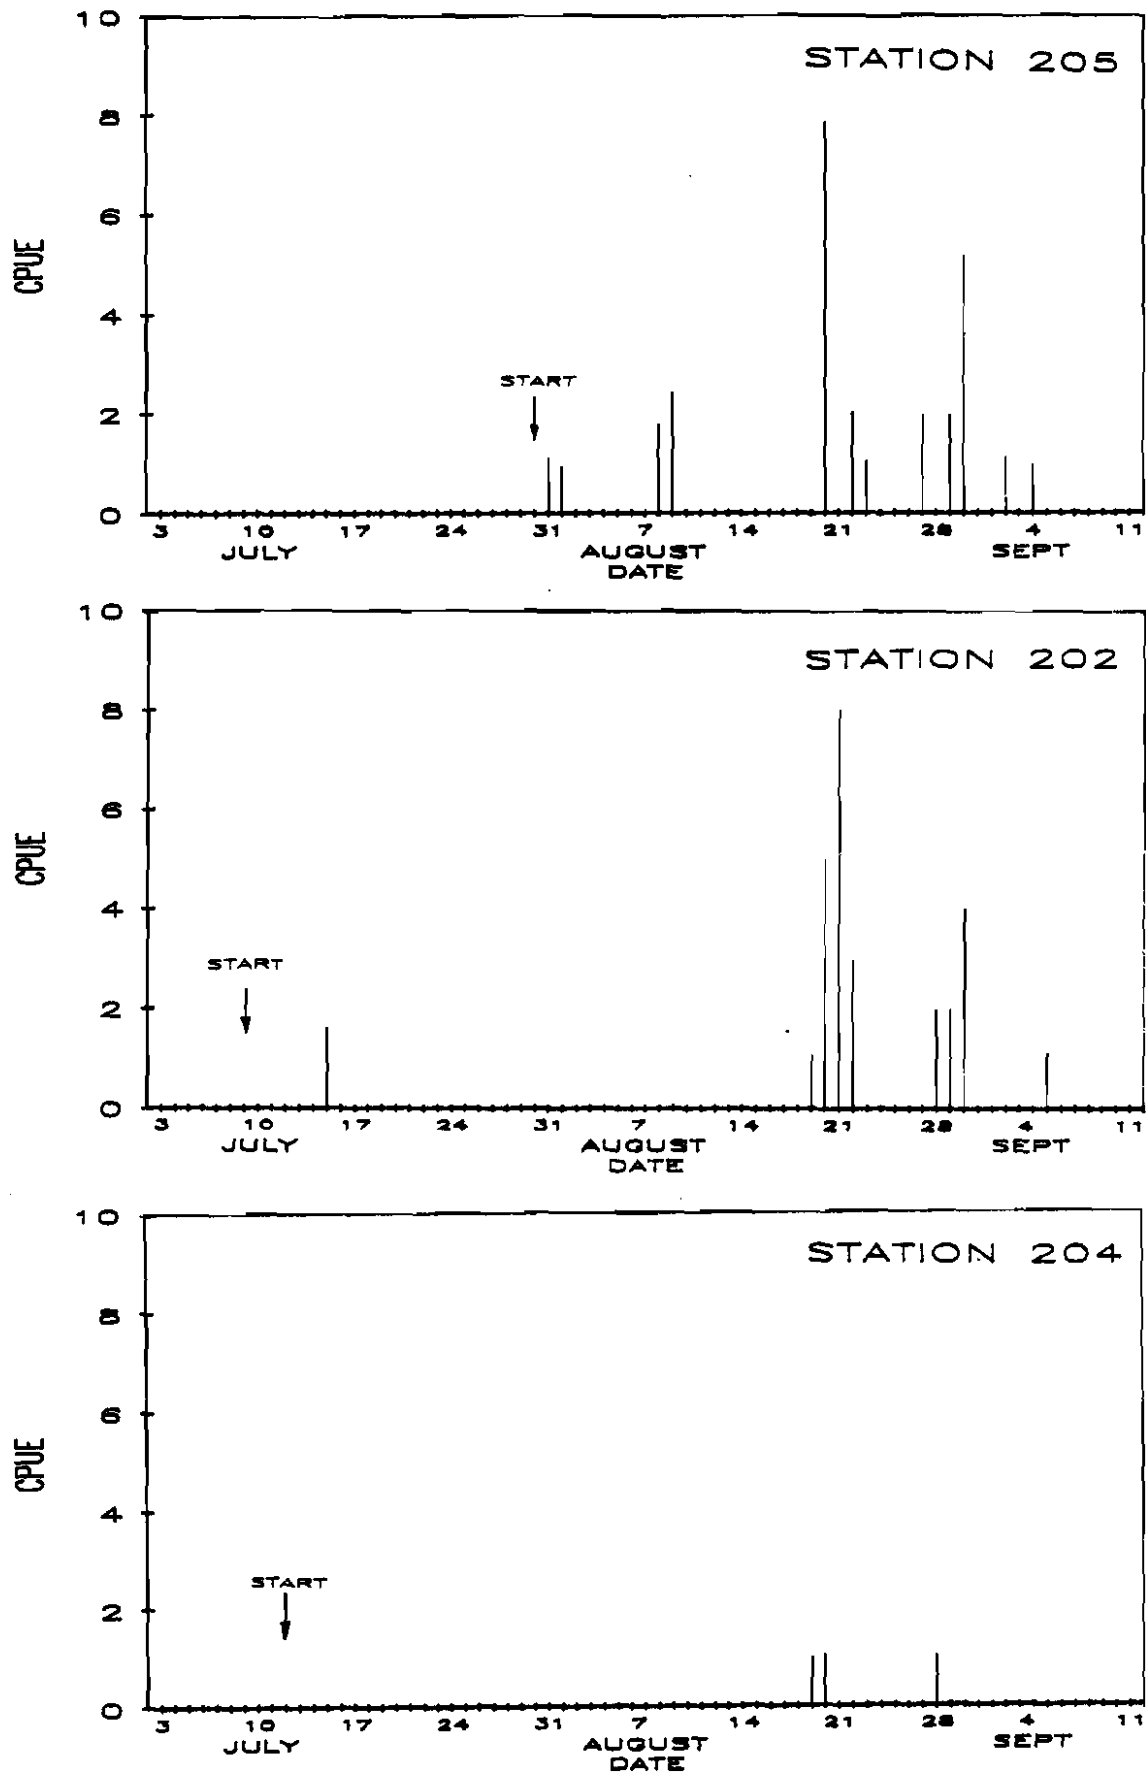 10
STATION 205
8
6
CPUE
4
START
2
0
3 10 17 24 31 7 14 21 28 4 11
JULY AUGUST SEPT
DATE
10
STATION 202
8
6
CPUE
4
START
2
0
3 10 17 24 31 7 14 21 28 4 11
JULY AUGUST SEPT
DATE
10
STATION 204
8
6
CPUE
4
START
2
0
3 10 17 24 31 7 14 21 28 4 11
JULY AUGUST SEPT
DATE